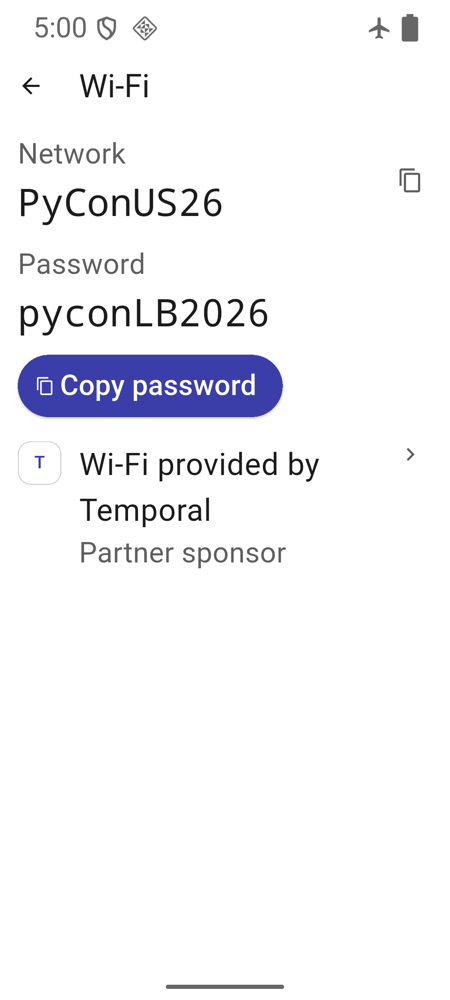 5:00
Wi-Fi
Network
PyConUS26
Password
pyconLB2026
Copy password
T
Wi-Fi provided by
Temporal
Partner sponsor